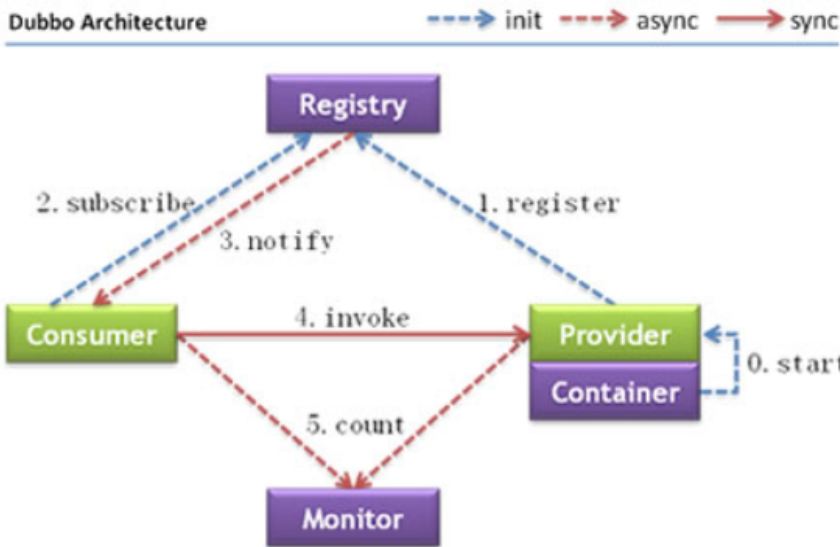 Dubbo Architecture
init
async
sync
Registry
2. subscribe
1. register
3. notify
4. invoke
Consumer
Provider
0. start
Container
5. count
Monitor